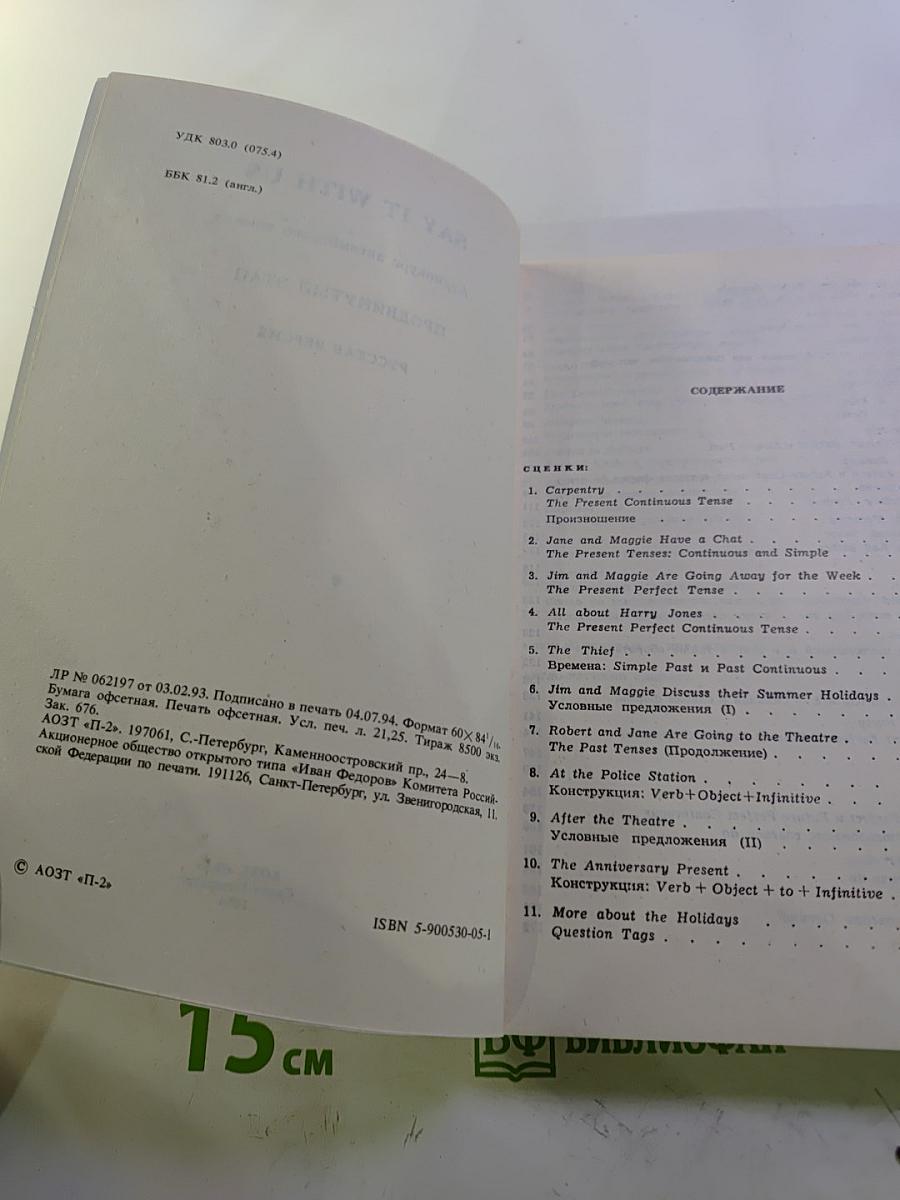 УДК 803.0 (075.4)
ББК 81.2 (англ.)
ЛР № 062197 от 03.02.93. Подписано в печать 04.07.94. Формат 60×84¹/₁₆.
Бумага офсетная. Печать офсетная. Усл. печ. л. 21,25. Тираж 8500 экз.
Зак. 676.
АОЗТ «П-2». 197061, С.-Петербург, Каменноостровский пр., 24—8.
Акционерное общество открытого типа «Иван Федоров» Комитета Россий-
ской Федерации по печати. 191126, Санкт-Петербург, ул. Звенигородская, 11.
© АОЗТ «П-2»
ISBN 5-900530-05-1
СОДЕРЖАНИЕ
СЦЕНКИ:
1. Carpentry . . . . . . . . . .
The Present Continuous Tense . . . . . .
Произношение . . . . . . . . .
2. Jane and Maggie Have a Chat . . . . . .
The Present Tenses: Continuous and Simple . . .
3. Jim and Maggie Are Going Away for the Week . .
The Present Perfect Tense . . . . . . .
4. All about Harry Jones . . . . . . .
The Present Perfect Continuous Tense . . . .
5. The Thief . . . . . . . . . .
Времена: Simple Past и Past Continuous . . .
6. Jim and Maggie Discuss their Summer Holidays .
Условные предложения (I) . . . . . .
7. Robert and Jane Are Going to the Theatre . . .
The Past Tenses (Продолжение) . . . . .
8. At the Police Station . . . . . . .
Конструкция: Verb+Object+Infinitive . . . .
9. After the Theatre . . . . . . . .
Условные предложения (II) . . . . .
10. The Anniversary Present . . . . . .
Конструкция: Verb + Object + to + Infinitive .
11. More about the Holidays . . . . .
Question Tags . . . . . . . .
15 см
БФ БИБЛИОФАН